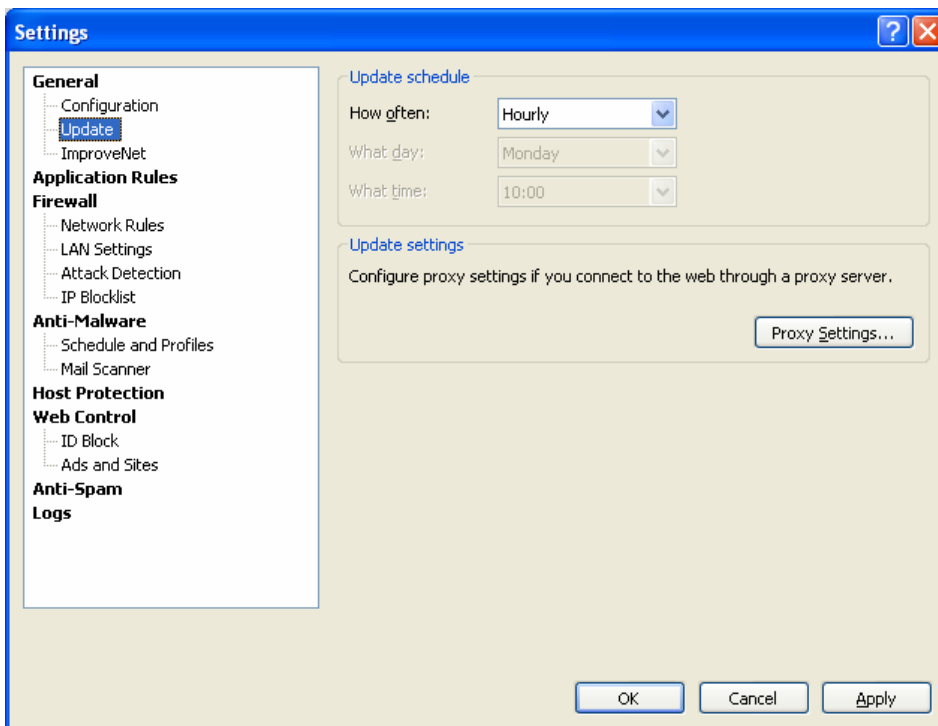 Settings
General
Configuration
Update
ImproveNet
Application Rules
Firewall
Network Rules
LAN Settings
Attack Detection
IP Blocklist
Anti-Malware
Schedule and Profiles
Mail Scanner
Host Protection
Web Control
ID Block
Ads and Sites
Anti-Spam
Logs
Update schedule
How often: Hourly
What day: Monday
What time: 10:00
Update settings
Configure proxy settings if you connect to the web through a proxy server.
Proxy Settings...
OK Cancel Apply